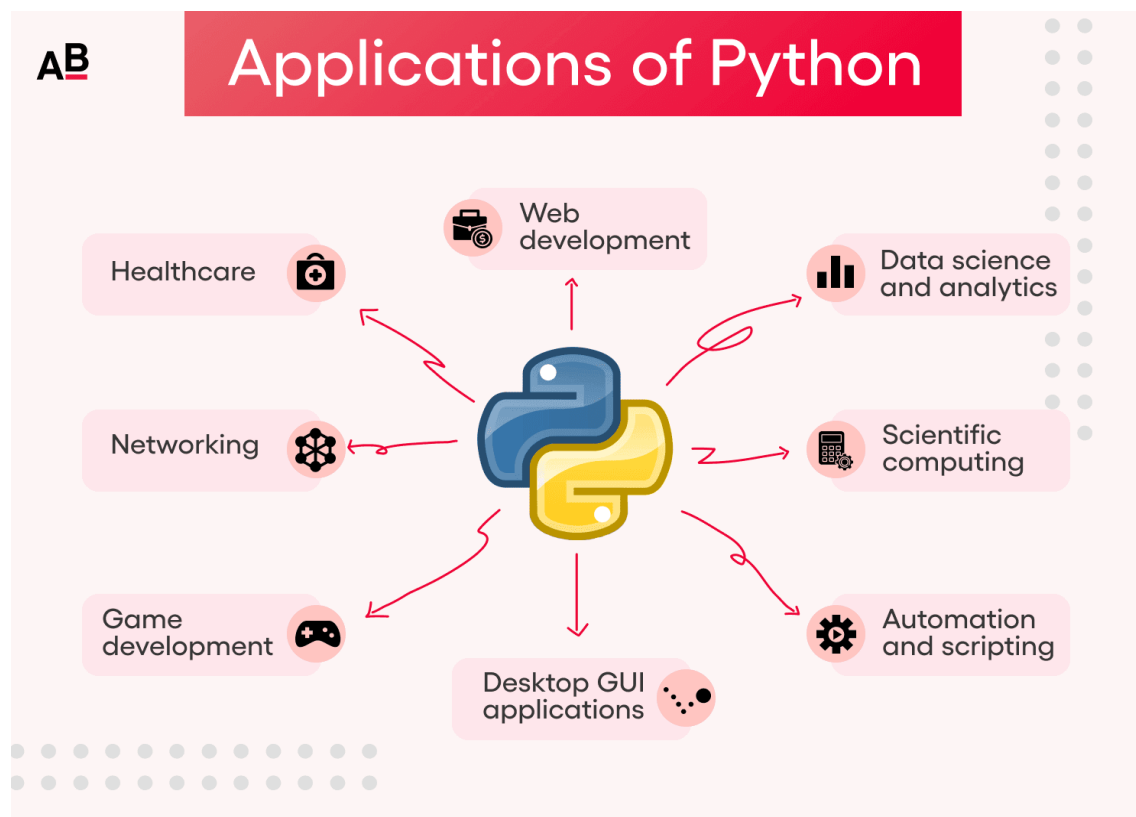 AB
Applications of Python
Web
development
Healthcare
Data science
and analytics
Networking
Scientific
computing
Game
development
Automation
and scripting
Desktop GUI
applications